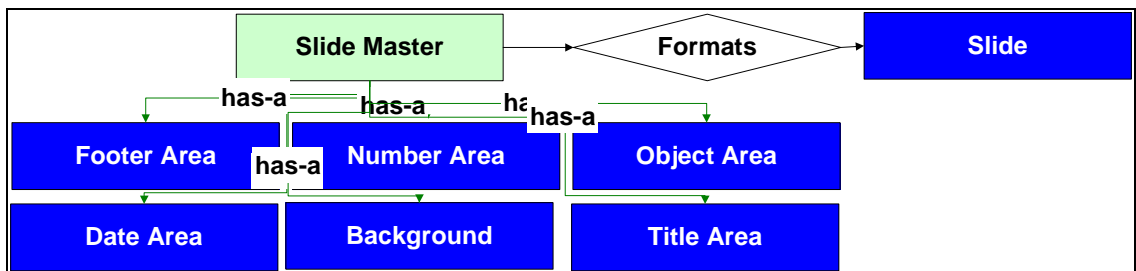 Slide Master
Formats
Slide
has-a
has-a
ha
has-a
Footer Area
Number Area
Object Area
has-a
Date Area
Background
Title Area